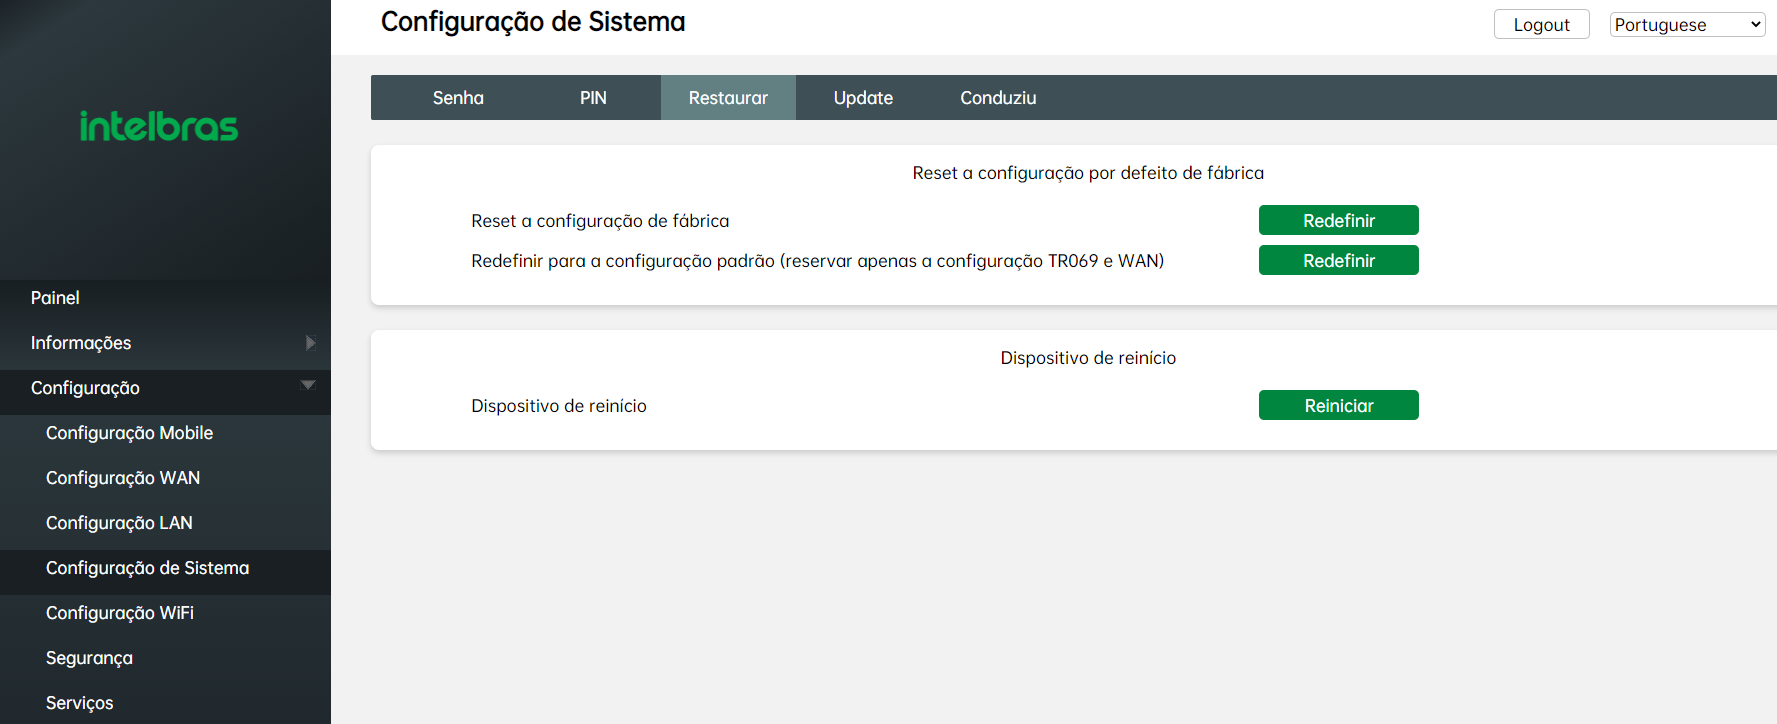 intelbras
Painel
Informações
Configuração
Configuração Mobile
Configuração WAN
Configuração LAN
Configuração de Sistema
Configuração WiFi
Segurança
Serviços
Configuração de Sistema
Logout
Portuguese
Senha PIN Restaurar Update Conduziu
Reset a configuração por defeito de fábrica
Reset a configuração de fábrica Redefinir
Redefinir para a configuração padrão (reservar apenas a configuração TR069 e WAN) Redefinir
Dispositivo de reinício
Dispositivo de reinício Reiniciar